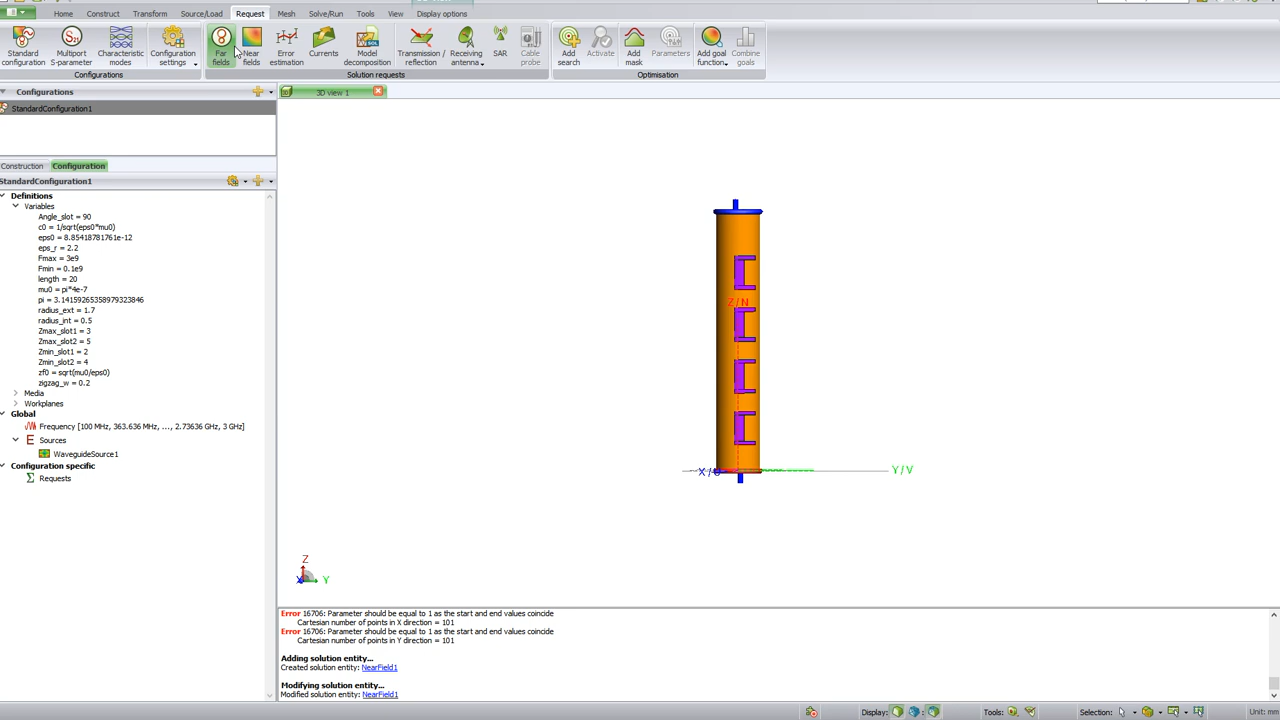 Home Construct Transform Source/Load Request Mesh Solve/Run Tools View Display options
Standard configuration Multiport S-parameter Characteristic modes Configuration settings Far fields Near fields Error estimation Currents Model decomposition Transmission / reflection Receiving antenna SAR Cable probe Add search Activate Add mask Parameters Add goal function Combine goals
Configurations Solution requests Optimisation
Configurations
3D view 1
StandardConfiguration1
Construction Configuration
StandardConfiguration1
Definitions
Variables
Angle_slot = 90
c0 = 1/sqrt(eps0*mu0)
eps0 = 8.85418781761e-12
eps_r = 2.2
Fmax = 3e9
Fmin = 0.1e9
length = 20
mu0 = pi*4e-7
pi = 3.14159265358979323846
radius_ext = 1.7
radius_int = 0.5
Zmax_slot1 = 3
Zmax_slot2 = 5
Zmin_slot1 = 2
Zmin_slot2 = 4
zf0 = sqrt(mu0/eps0)
zigzag_w = 0.2
Media
Workplanes
Global
Frequency [100 MHz, 363.636 MHz, ..., 2.73636 GHz, 3 GHz]
Sources
WaveguideSource1
Configuration specific
Requests
Z/N
Y/V
Z
Y
Error 16706: Parameter should be equal to 1 as the start and end values coincide
Cartesian number of points in X direction = 101
Error 16706: Parameter should be equal to 1 as the start and end values coincide
Cartesian number of points in Y direction = 101
Adding solution entity...
Created solution entity: NearField1
Modifying solution entity...
Modified solution entity: NearField1
Display: Tools: Selection: Unit: mm